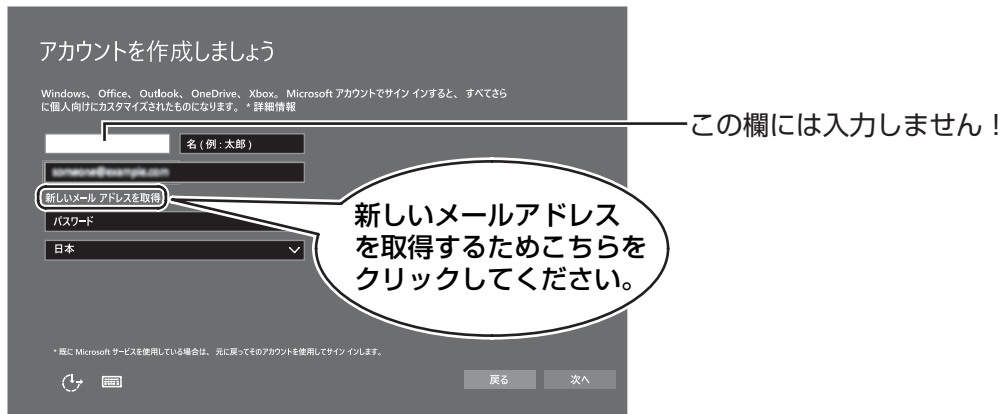 アカウントを作成しましょう
Windows、Office、Outlook、OneDrive、Xbox。Microsoft アカウントでサイン インすると、すべてさら
に個人向けにカスタマイズされたものになります。* 詳細情報
この欄には入力しません！
名 ( 例 : 太郎 )
someone@example.com
新しいメール アドレスを取得
パスワード
日本
新しいメールアドレス
を取得するためこちらを
クリックしてください。
* 既に Microsoft サービスを使用している場合は、元に戻ってそのアカウントを使用してサイン インします。
戻る
次へ